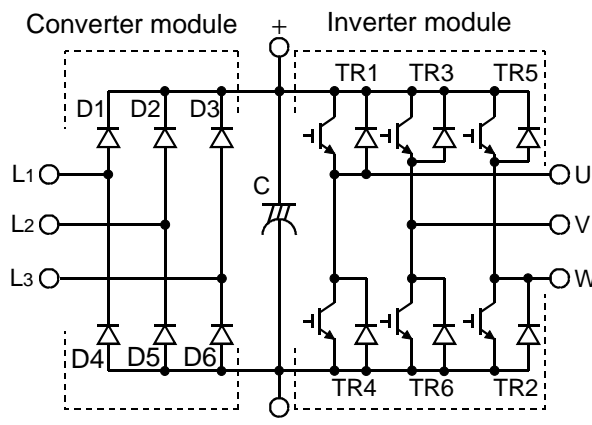 Converter module
+
Inverter module
TR1 TR3 TR5
D1 D2 D3
L1
U
C
L2
V
L3
W
D4 D5 D6
TR4 TR6 TR2